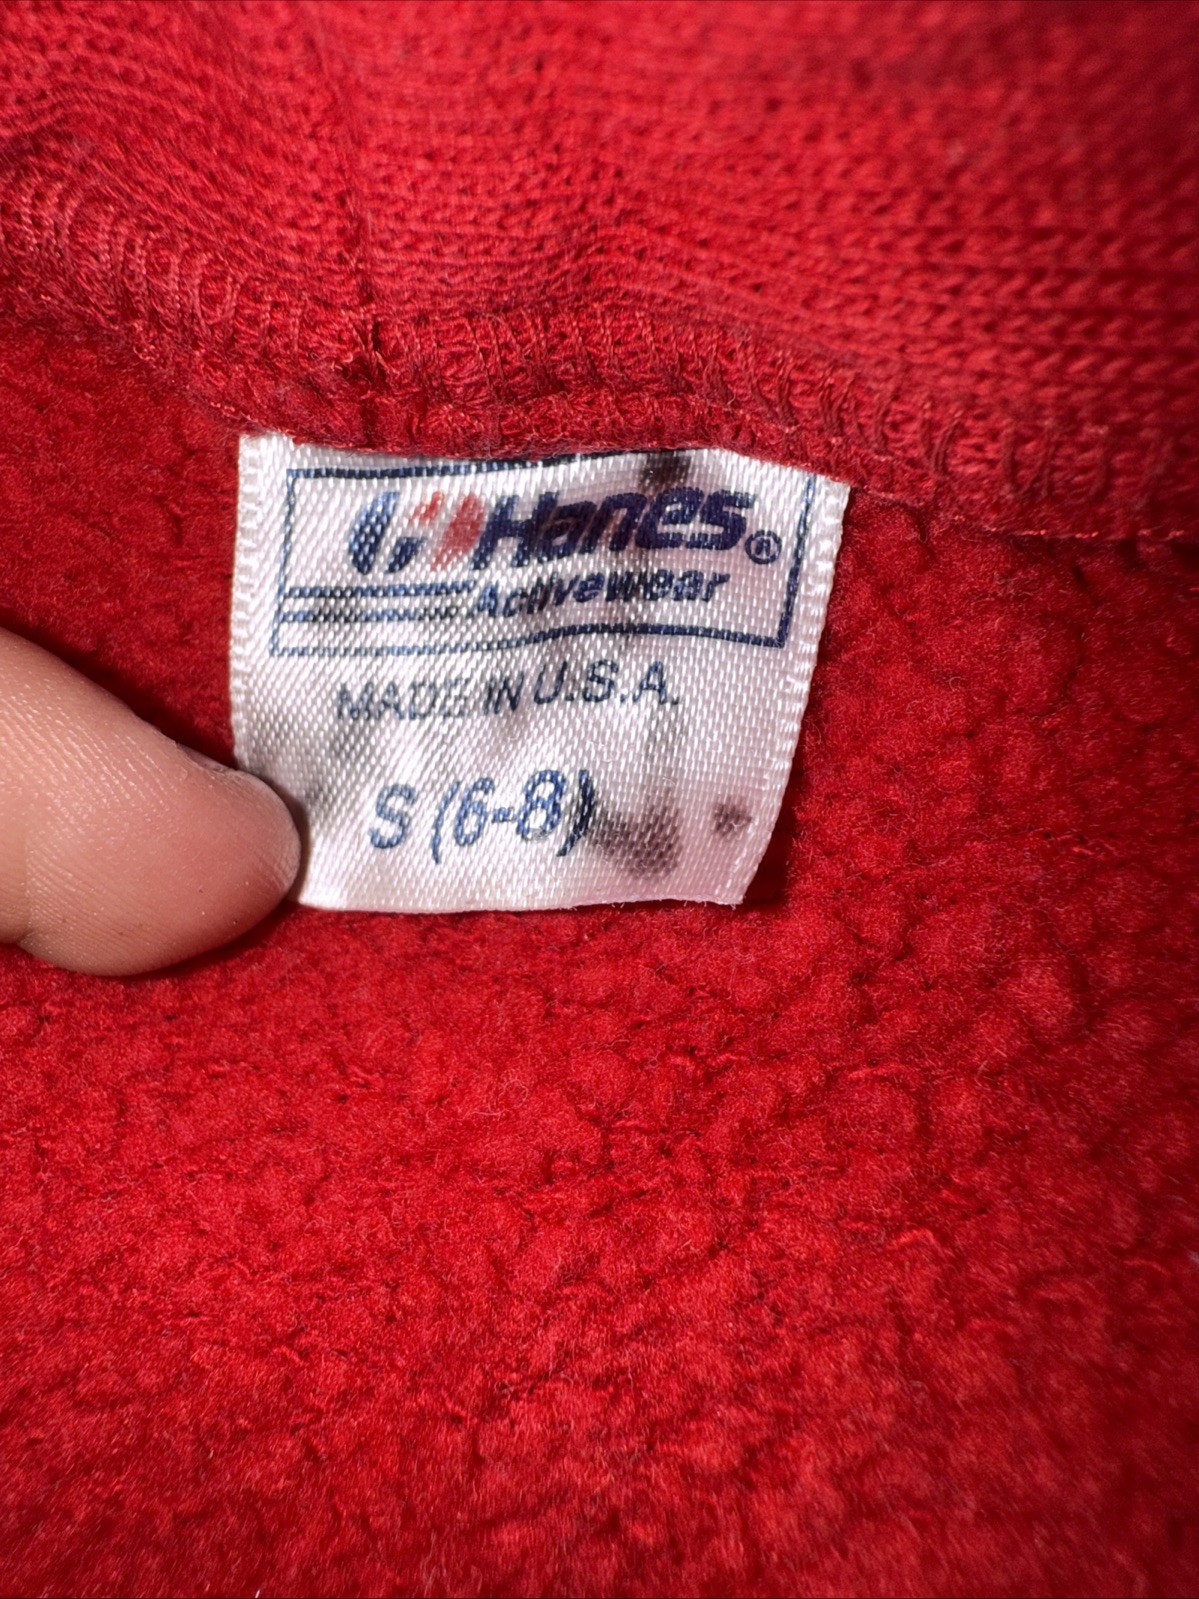 Hanes®
Activewear
MADE IN U.S.A.
S (6-8)